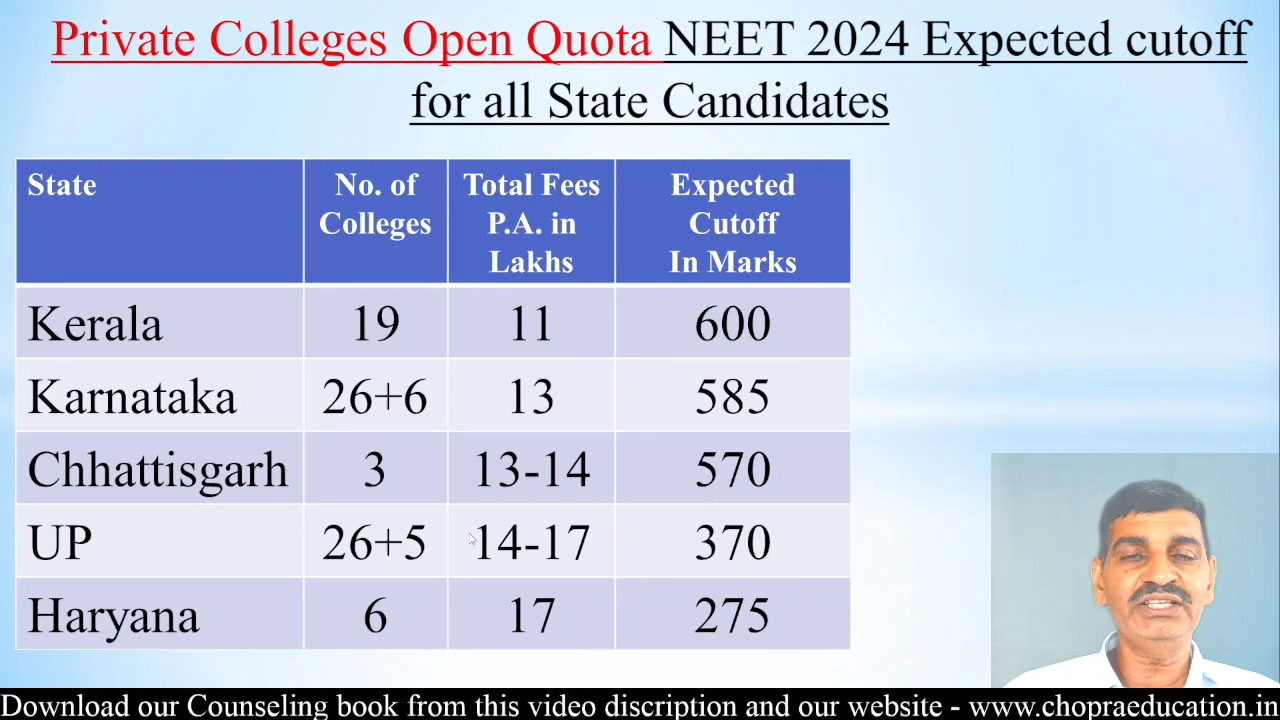 Private Colleges Open Quota NEET 2024 Expected cutoff
for all State Candidates
State No. of Colleges Total Fees P.A. in Lakhs Expected Cutoff In Marks
Kerala 19 11 600
Karnataka 26+6 13 585
Chhattisgarh 3 13-14 570
UP 26+5 14-17 370
Haryana 6 17 275
Download our Counseling book from this video discription and our website - www.chopraeducation.in